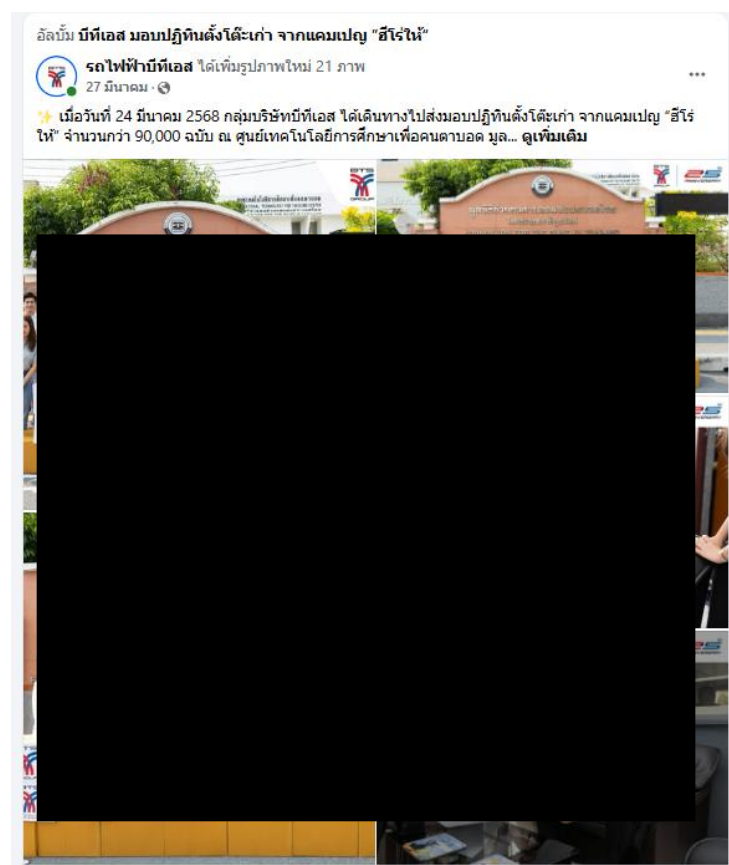 อัลบั้ม บีทีเอส มอบปฏิทินตั้งโต๊ะเก่า จากแคมเปญ “ฮีโร่ให้”
รถไฟฟ้าบีทีเอส ได้เพิ่มรูปภาพใหม่ 21 ภาพ
27 มีนาคม ·
✨ เมื่อวันที่ 24 มีนาคม 2568 กลุ่มบริษัทบีทีเอส ได้เดินทางไปส่งมอบปฏิทินตั้งโต๊ะเก่า จากแคมเปญ “ฮีโร่
ให้” จำนวนกว่า 90,000 ฉบับ ณ ศูนย์เทคโนโลยีการศึกษาเพื่อคนตาบอด มูล... ดูเพิ่มเติม
BTS
GROUP